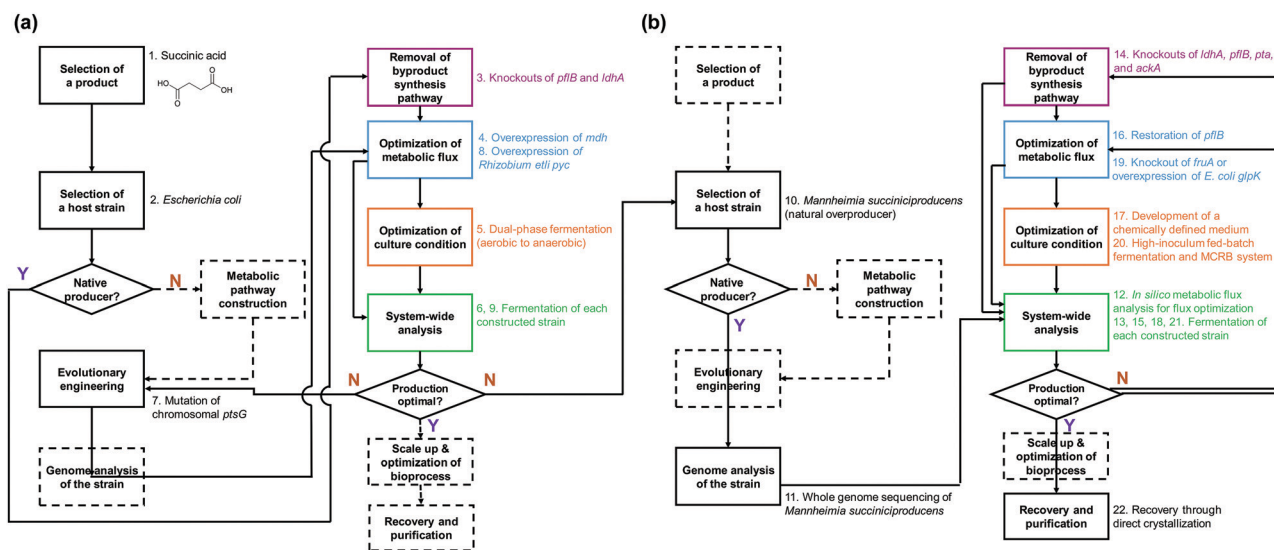 (a)
Selection of
a product
1. Succinic acid
HO
O
O
OH
Selection of
a host strain
2. Escherichia coli
Y
Native
producer?
N
Metabolic
pathway
construction
Evolutionary
engineering
7. Mutation of
chromosomal ptsG
Genome analysis
of the strain
Removal of
byproduct
synthesis
pathway
3. Knockouts of pflB and ldhA
Optimization of
metabolic flux
4. Overexpression of mdh
8. Overexpression of
Rhizobium etli pyc
Optimization of
culture condition
5. Dual-phase fermentation
(aerobic to anaerobic)
System-wide
analysis
6, 9. Fermentation of each
constructed strain
N
Production
optimal?
N
Y
Scale up &
optimization of
bioprocess
Recovery and
purification
(b)
Selection of
a product
Selection of
a host strain
10. Mannheimia succiniciproducens
(natural overproducer)
Native
producer?
N
Y
Metabolic
pathway
construction
Evolutionary
engineering
Genome analysis
of the strain
11. Whole genome sequencing of
Mannheimia succiniciproducens
Removal of
byproduct
synthesis
pathway
14. Knockouts of ldhA, pflB, pta,
and ackA
Optimization of
metabolic flux
16. Restoration of pflB
19. Knockout of fruA or
overexpression of E. coli glpK
Optimization of
culture condition
17. Development of a
chemically defined medium
20. High-inoculum fed-batch
fermentation and MCRB system
System-wide
analysis
12. In silico metabolic flux
analysis for flux optimization
13, 15, 18, 21. Fermentation of
each constructed strain
Production
optimal?
N
Y
Scale up &
optimization of
bioprocess
Recovery and
purification
22. Recovery through
direct crystallization